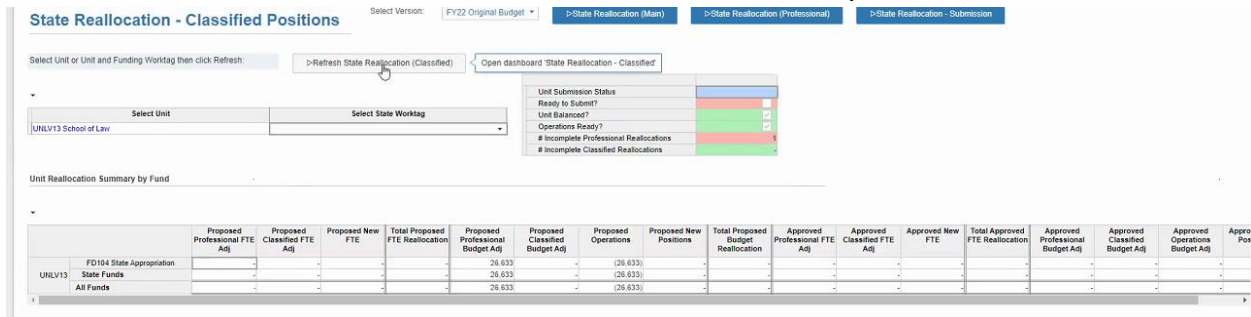 State Reallocation - Classified Positions
Select Version: FY22 Original Budget
▷State Reallocation (Main)
▷State Reallocation (Professional)
▷State Reallocation - Submission
Select Unit or Unit and Funding Worktag then click Refresh:
▷Refresh State Reallocation (Classified)
Open dashboard 'State Reallocation - Classified'
Unit Submission Status
Ready to Submit?
Unit Balanced?
Operations Ready?
# Incomplete Professional Reallocations 1
# Incomplete Classified Reallocations -
Select Unit Select State Worktag
UNLV13 School of Law
Unit Reallocation Summary by Fund
Proposed Professional FTE Adj
Proposed Classified FTE Adj
Proposed New FTE
Total Proposed FTE Reallocation
Proposed Professional Budget Adj
Proposed Classified Budget Adj
Proposed Operations
Proposed New Positions
Total Proposed Budget Reallocation
Approved Professional FTE Adj
Approved Classified FTE Adj
Approved New FTE
Total Approved FTE Reallocation
Approved Professional Budget Adj
Approved Classified Budget Adj
Approved Operations Budget Adj
Appro
Pos
UNLV13
FD104 State Appropriation - - - - 26,633 - (26,633) - - - - - - - - -
State Funds - - - - 26,633 - (26,633) - - - - - - - - -
All Funds - - - - 26,633 - (26,633) - - - - - - - - -